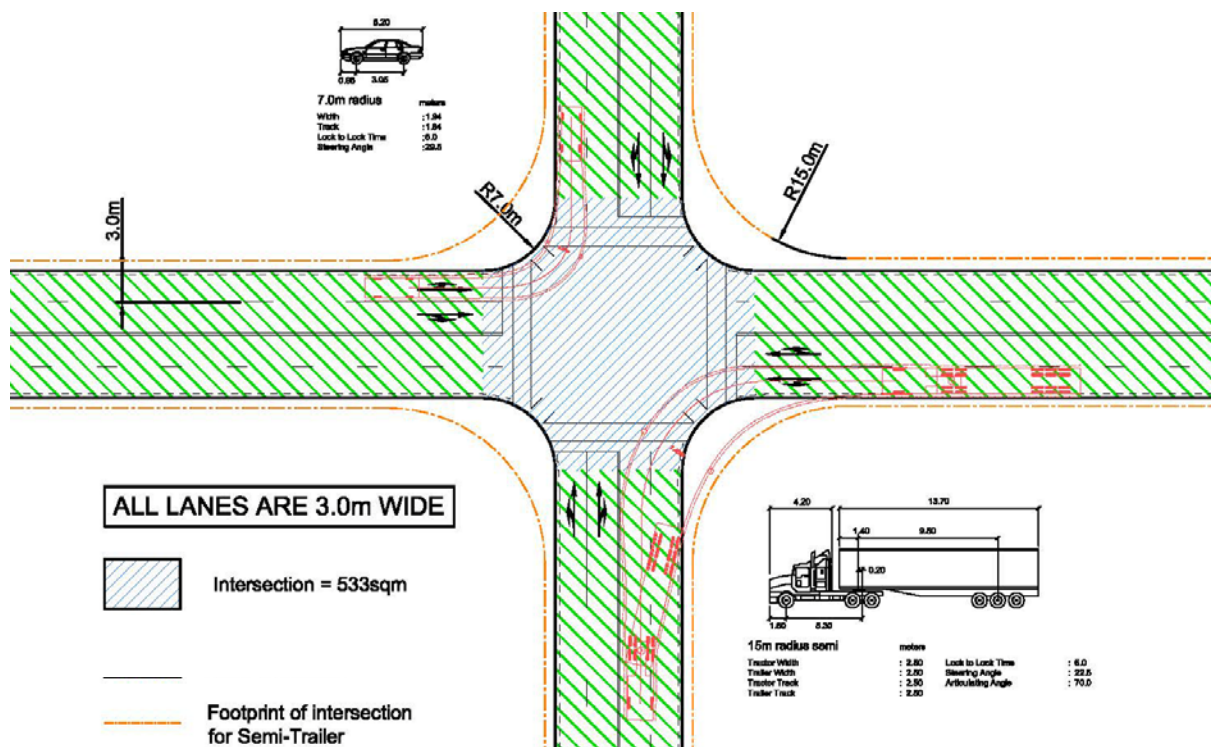 5.20
0.95
3.05
7.0m radius meters
Width :1.94
Track :1.84
Lock to Lock Time :6.0
Steering Angle :29.5
R7.0m
R15.0m
3.0m
ALL LANES ARE 3.0m WIDE
Intersection = 533sqm
Footprint of intersection
for Semi-Trailer
4.20
13.70
1.40
9.80
0.20
5.30
15m radius semi meters
Tractor Width : 2.50 Lock to Lock Time : 6.0
Trailer Width : 2.50 Steering Angle : 22.5
Tractor Track : 2.50 Articulating Angle : 70.0
Trailer Track : 2.50